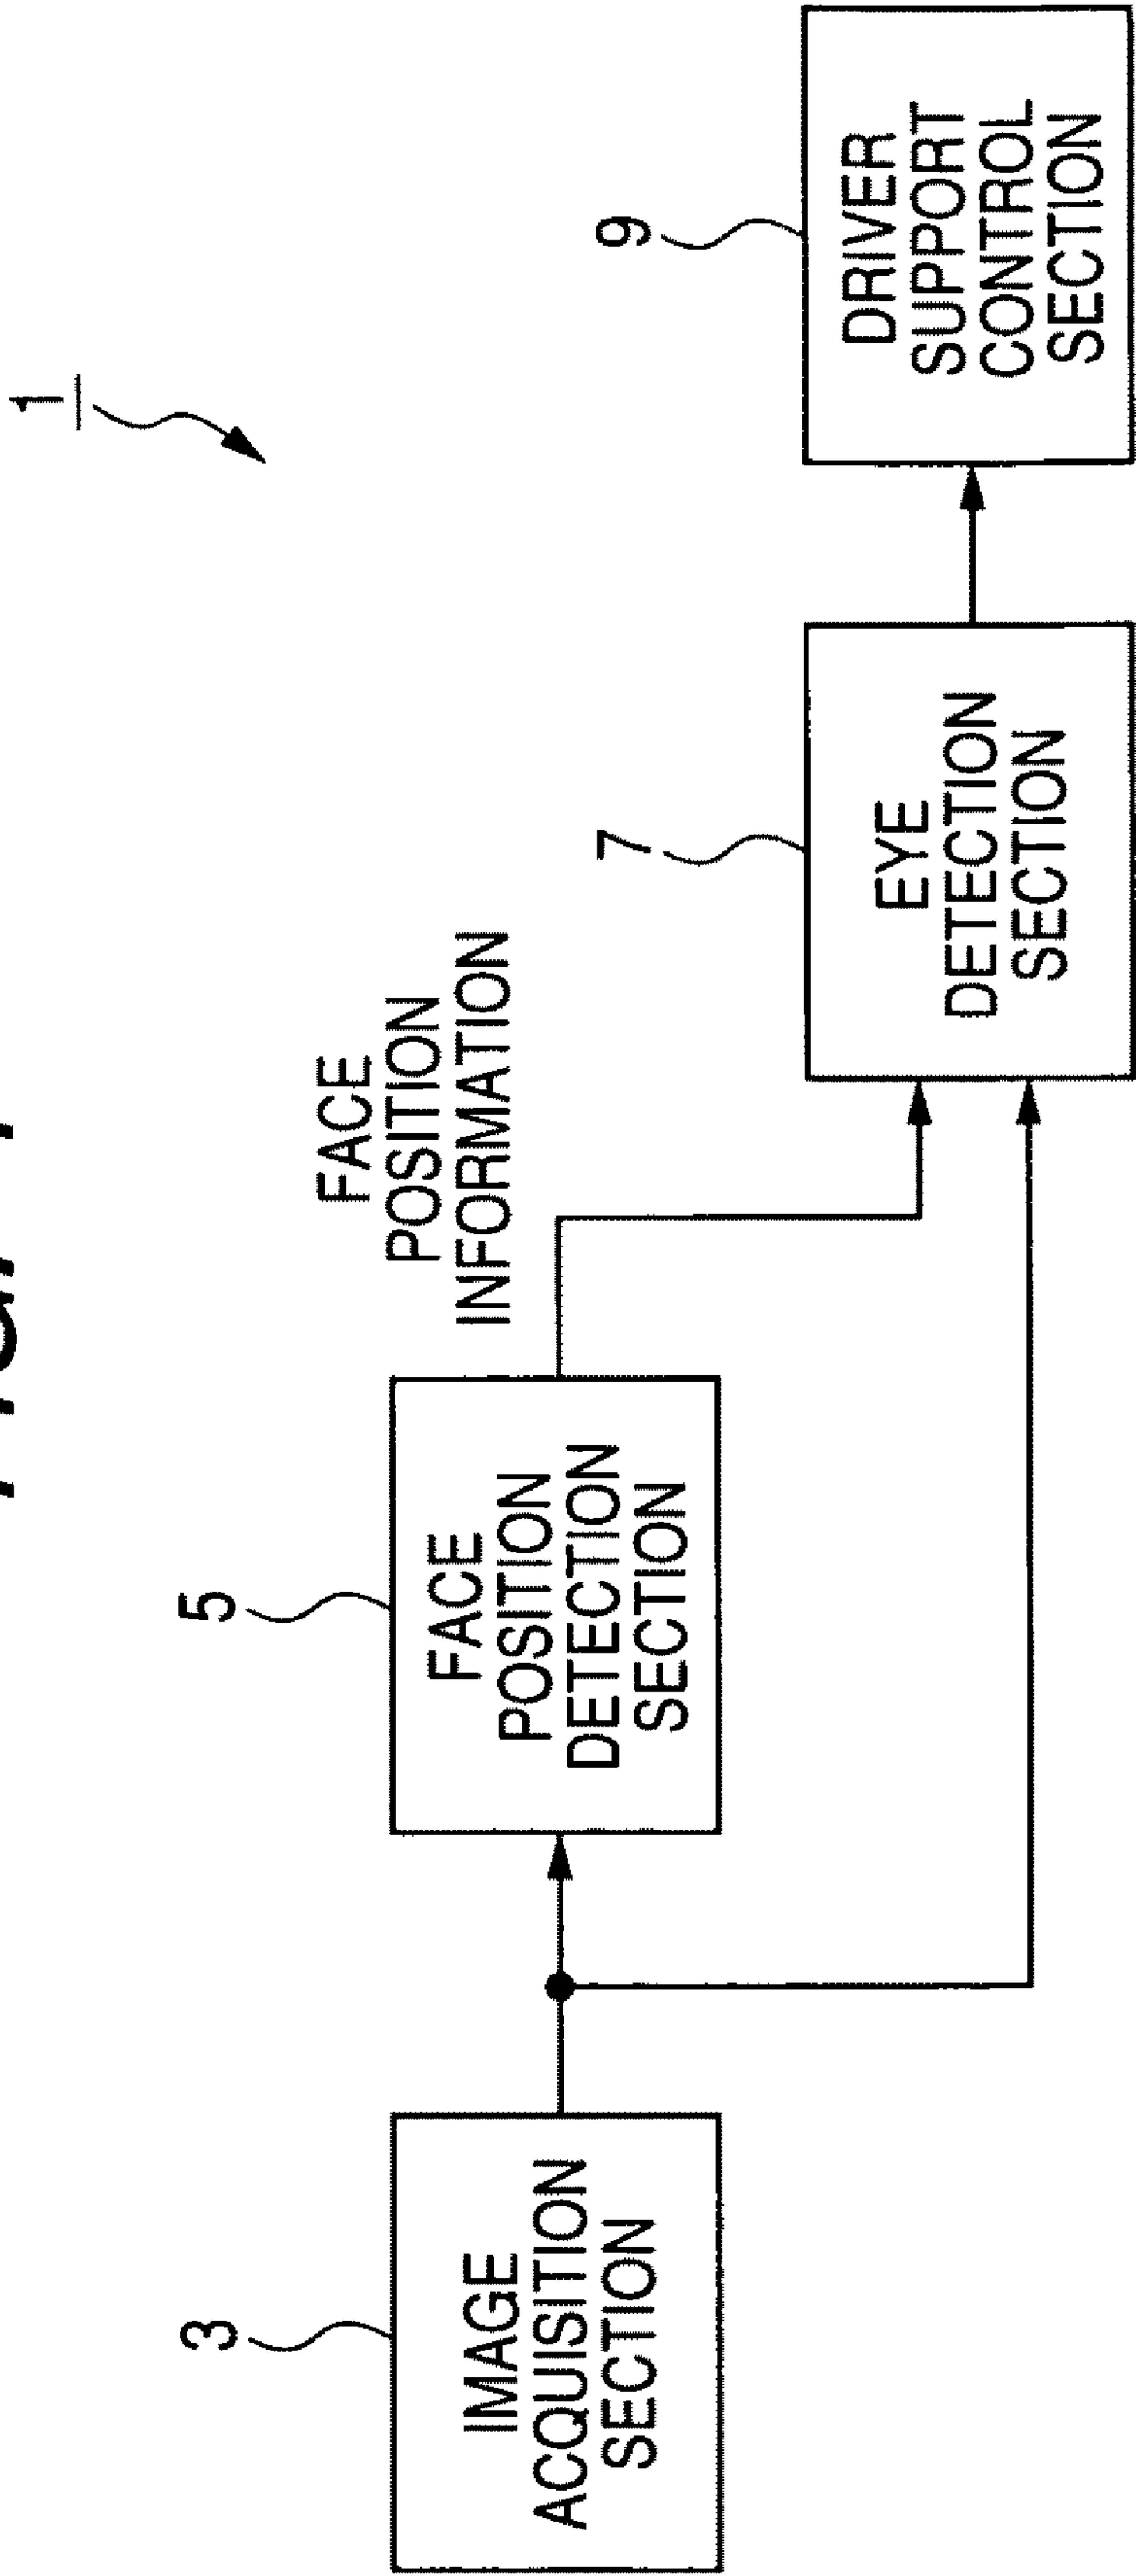 1
3
IMAGE
ACQUISITION
SECTION
5
FACE
POSITION
DETECTION
SECTION
FACE
POSITION
INFORMATION
7
EYE
DETECTION
SECTION
9
DRIVER
SUPPORT
CONTROL
SECTION